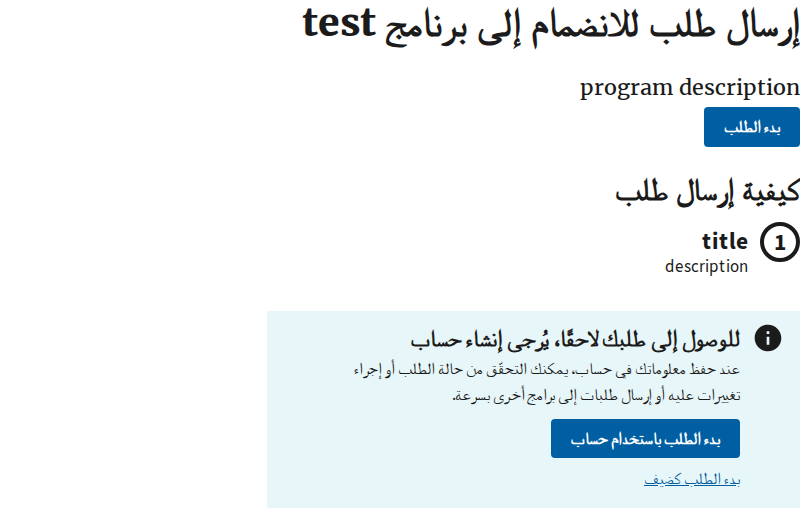 إرسال طلب للانضمام إلى برنامج test
program description
بدء الطلب
كيفية إرسال طلب
1
title
description
للوصول إلى طلبك لاحقًا، يُرجى إنشاء حساب
عند حفظ معلوماتك في حساب، يمكنك التحقّق من حالة الطلب أو إجراء
تغييرات عليه أو إرسال طلبات إلى برامج أخرى بسرعة.
بدء الطلب باستخدام حساب
بدء الطلب كضيف